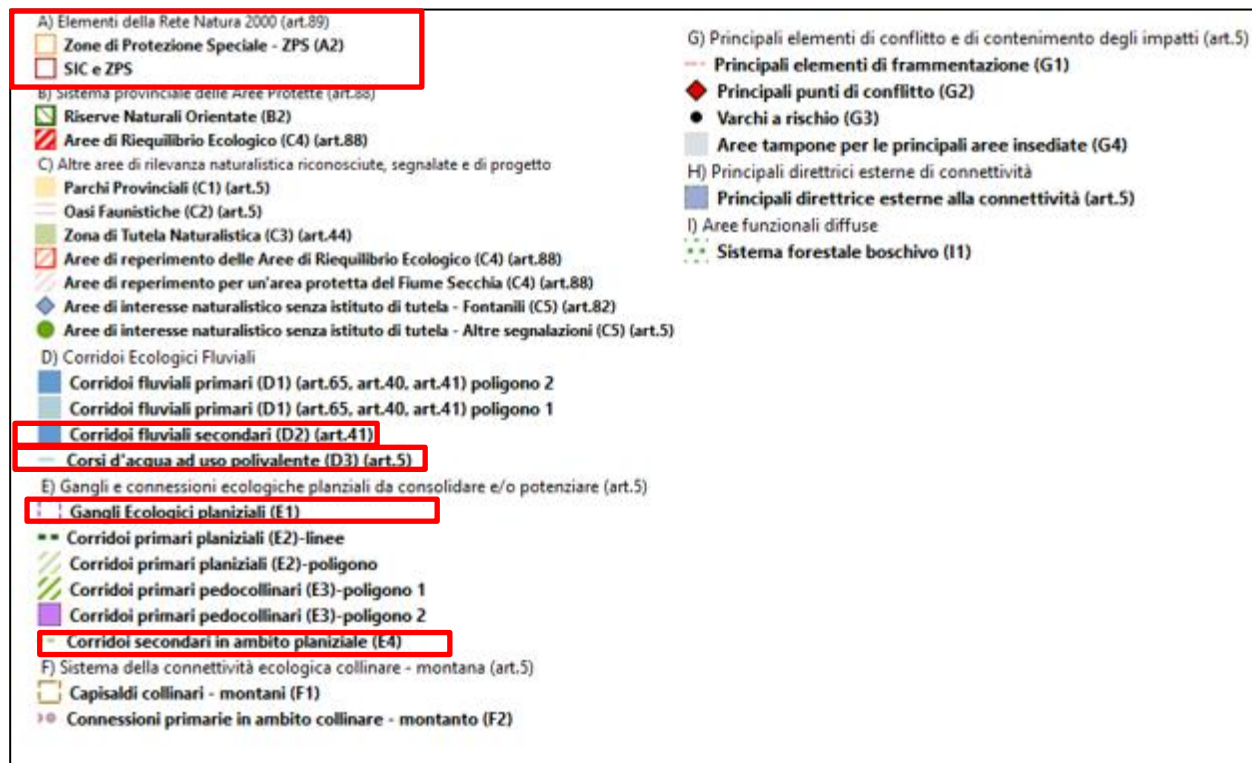 A) Elementi della Rete Natura 2000 (art.89)
Zone di Protezione Speciale - ZPS (A2)
SIC e ZPS
B) Sistema provinciale delle Aree Protette (art.88)
Riserve Naturali Orientate (B2)
Aree di Riequilibrio Ecologico (C4) (art.88)
C) Altre aree di rilevanza naturalistica riconosciute, segnalate e di progetto
Parchi Provinciali (C1) (art.5)
Oasi Faunistiche (C2) (art.5)
Zona di Tutela Naturalistica (C3) (art.44)
Aree di reperimento delle Aree di Riequilibrio Ecologico (C4) (art.88)
Aree di reperimento per un'area protetta del Fiume Secchia (C4) (art.88)
Aree di interesse naturalistico senza istituto di tutela - Fontanili (C5) (art.82)
Aree di interesse naturalistico senza istituto di tutela - Altre segnalazioni (C5) (art.5)
D) Corridoi Ecologici Fluviali
Corridoi fluviali primari (D1) (art.65, art.40, art.41) poligono 2
Corridoi fluviali primari (D1) (art.65, art.40, art.41) poligono 1
Corridoi fluviali secondari (D2) (art.41)
Corsi d'acqua ad uso polivalente (D3) (art.5)
E) Gangli e connessioni ecologiche planziali da consolidare e/o potenziare (art.5)
Gangli Ecologici planiziali (E1)
Corridoi primari planiziali (E2)-linee
Corridoi primari planiziali (E2)-poligono
Corridoi primari pedocollinari (E3)-poligono 1
Corridoi primari pedocollinari (E3)-poligono 2
Corridoi secondari in ambito planiziale (E4)
F) Sistema della connettività ecologica collinare - montana (art.5)
Capisaldi collinari - montani (F1)
Connessioni primarie in ambito collinare - montanto (F2)
G) Principali elementi di conflitto e di contenimento degli impatti (art.5)
Principali elementi di frammentazione (G1)
Principali punti di conflitto (G2)
Varchi a rischio (G3)
Aree tampone per le principali aree insediate (G4)
H) Principali direttrici esterne di connettività
Principali direttrice esterne alla connettività (art.5)
I) Aree funzionali diffuse
Sistema forestale boschivo (I1)